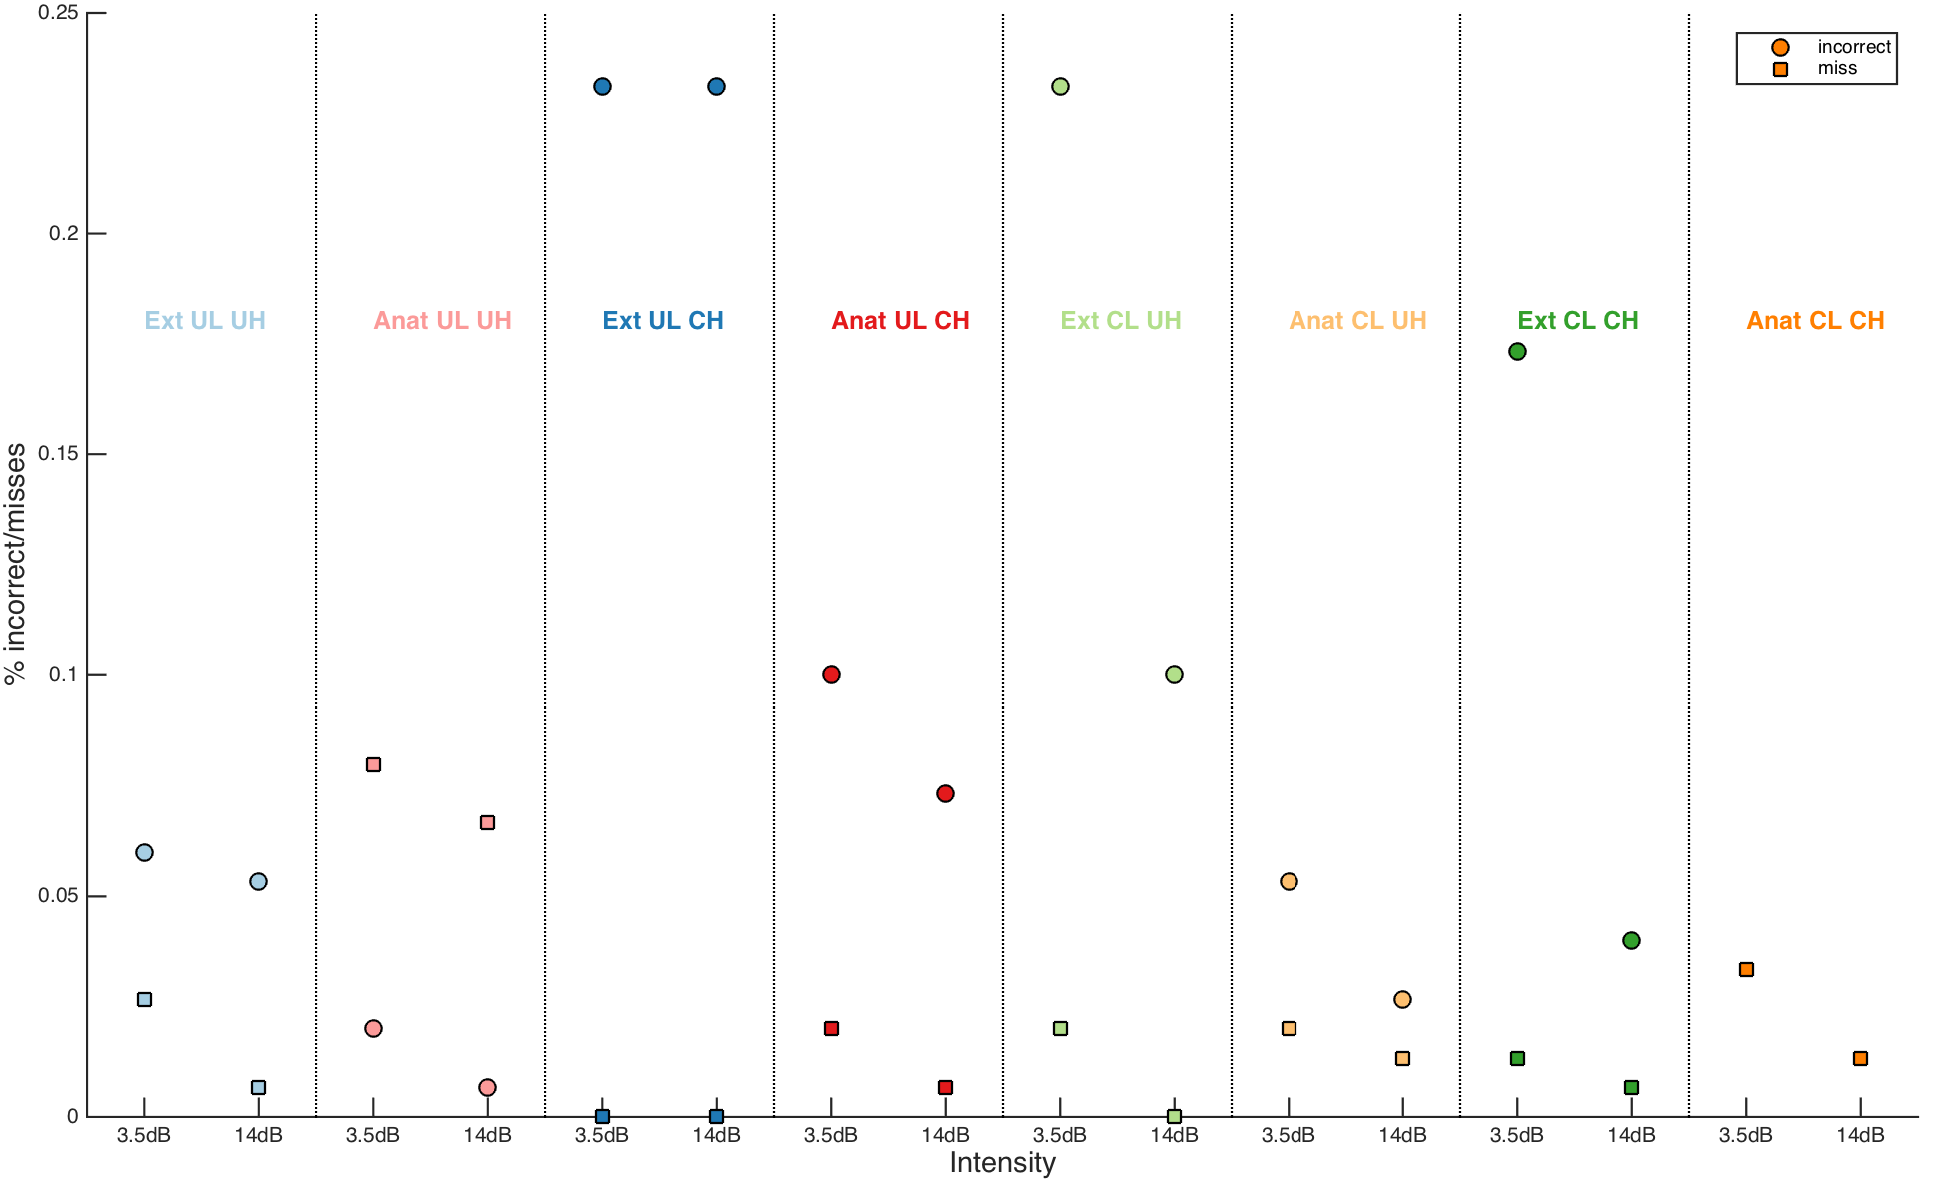 0.25
incorrect
miss
0.2
Ext UL UH
Anat UL UH
Ext UL CH
Anat UL CH
Ext CL UH
Anat CL UH
Ext CL CH
Anat CL CH
0.15
% incorrect/misses
0.1
0.05
0
3.5dB 14dB 3.5dB 14dB 3.5dB 14dB 3.5dB 14dB 3.5dB 14dB 3.5dB 14dB 3.5dB 14dB 3.5dB 14dB
Intensity